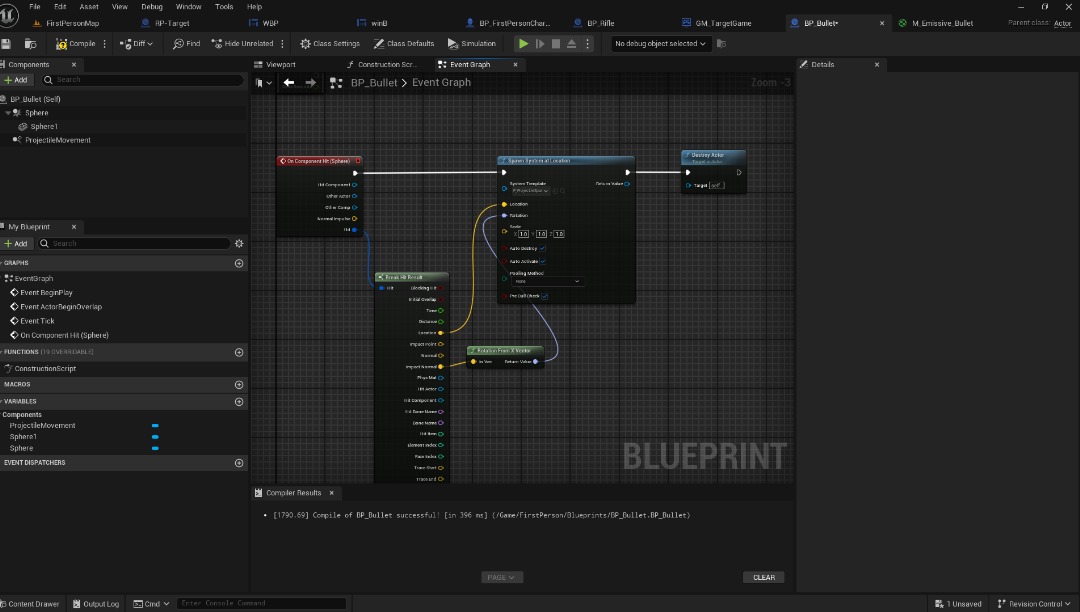 File Edit Asset View Debug Window Tools Help
FirstPersonMap RP-Target WBP winB BP_FirstPersonChar... BP_Rifle GM_TargetGame BP_Bullet* M_Emissive_Bullet Parent class: Actor
Compile Diff Find Hide Unrelated Class Settings Class Defaults Simulation No debug object selected
Components
Add Search
BP_Bullet (Self)
Sphere
Sphere1
ProjectileMovement
My Blueprint
Add Search
GRAPHS
EventGraph
Event BeginPlay
Event ActorBeginOverlap
Event Tick
On Component Hit (Sphere)
FUNCTIONS (19 OVERRIDABLE)
ConstructionScript
MACROS
VARIABLES
Components
ProjectileMovement
Sphere1
Sphere
EVENT DISPATCHERS
Viewport Construction Scr... Event Graph
BP_Bullet > Event Graph Zoom -3
On Component Hit (Sphere)
Hit Component
Other Actor
Other Comp
Normal Impulse
Hit
Break Hit Result
Hit Blocking Hit
Initial Overlap
Time
Distance
Location
Impact Point
Normal
Impact Normal
Phys Mat
Hit Actor
Hit Component
Hit Bone Name
Bone Name
Hit Item
Element Index
Face Index
Trace Start
Trace End
Rotation From X Vector
Return Value
Spawn System at Location
System Template Return Value
Location
Rotation
Scale
X 1.0 Y 1.0 Z 1.0
Auto Destroy
Auto Activate
Pooling Method
None
Pre Cull Check
Destroy Actor
Target is Actor
Target self
BLUEPRINT
Compiler Results
[1790.69] Compile of BP_Bullet successful! [in 396 ms] (/Game/FirstPerson/Blueprints/BP_Bullet.BP_Bullet)
PAGE CLEAR
Details
Content Drawer Output Log Cmd Enter Console Command 1 Unsaved Revision Control